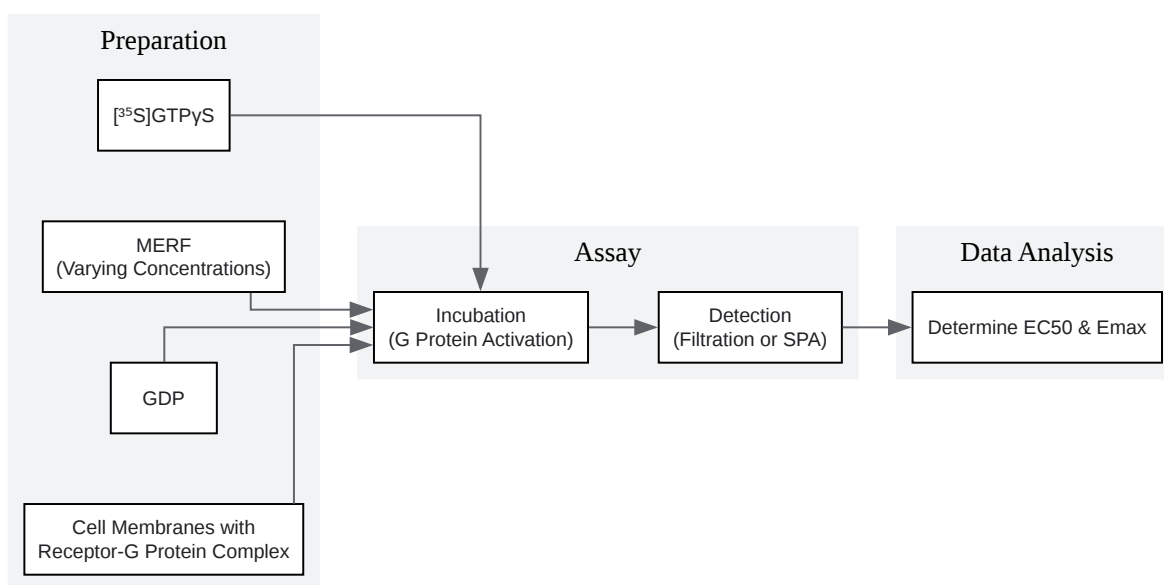 Preparation
[³⁵S]GTPγS
MERF
(Varying Concentrations)
GDP
Cell Membranes with
Receptor-G Protein Complex
Assay
Incubation
(G Protein Activation)
Detection
(Filtration or SPA)
Data Analysis
Determine EC50 & Emax